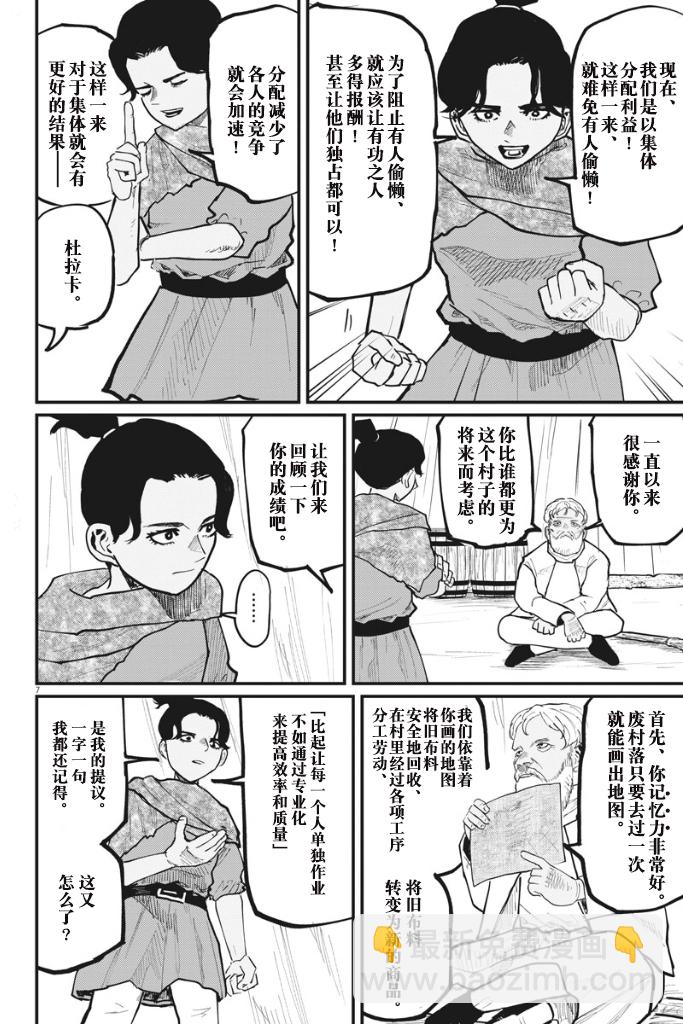 现在、
我们是以集体
分配利益！
这样一来、
就难免有人偷懒！
为了阻止有人偷懒、
就应该让有功之人
多得报酬！
甚至让他们独占都可以！
分配减少了
各人的竞争
就会加速！
这样一来
对于集体就会有
更好的结果——
杜拉卡。
一直以来
很感谢你。
你比谁都更为
这个村子的
将来而考虑。
让我们来
回顾一下
你的成绩吧。
……
首先、你记忆力非常好。
废村落只要去过一次
就能画出地图。
我们依靠着
你画的地图
将旧布料
安全地回收、
在村里经过各项工序
分工劳动、
将旧布料
转变为新的商品。
「比起让每一个人单独作业
不如通过专业化
来提高效率和质量」
是我的提议。
一字一句
我都还记得。
这又
怎么了？
7
👇最新免费漫画👇
www.baozimh.com